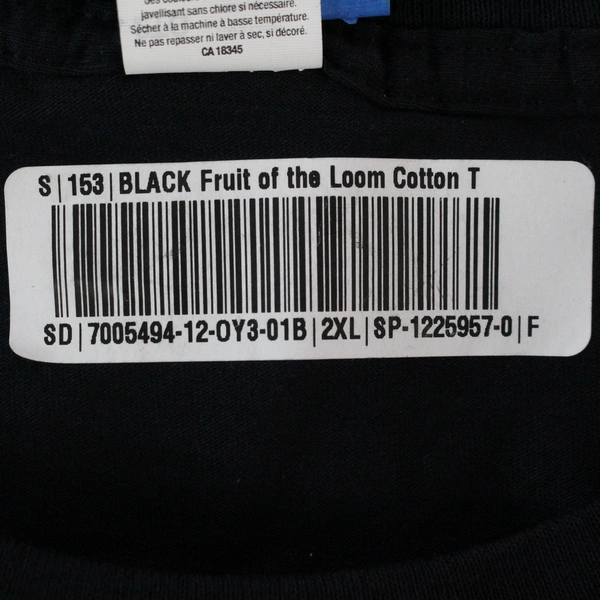 javellisant sans chlore si nécessaire.
Sécher à la machine à basse température.
Ne pas repasser ni laver à sec, si décoré.
CA 18345
S|153|BLACK Fruit of the Loom Cotton T
SD|7005494-12-OY3-01B|2XL|SP-1225957-0|F